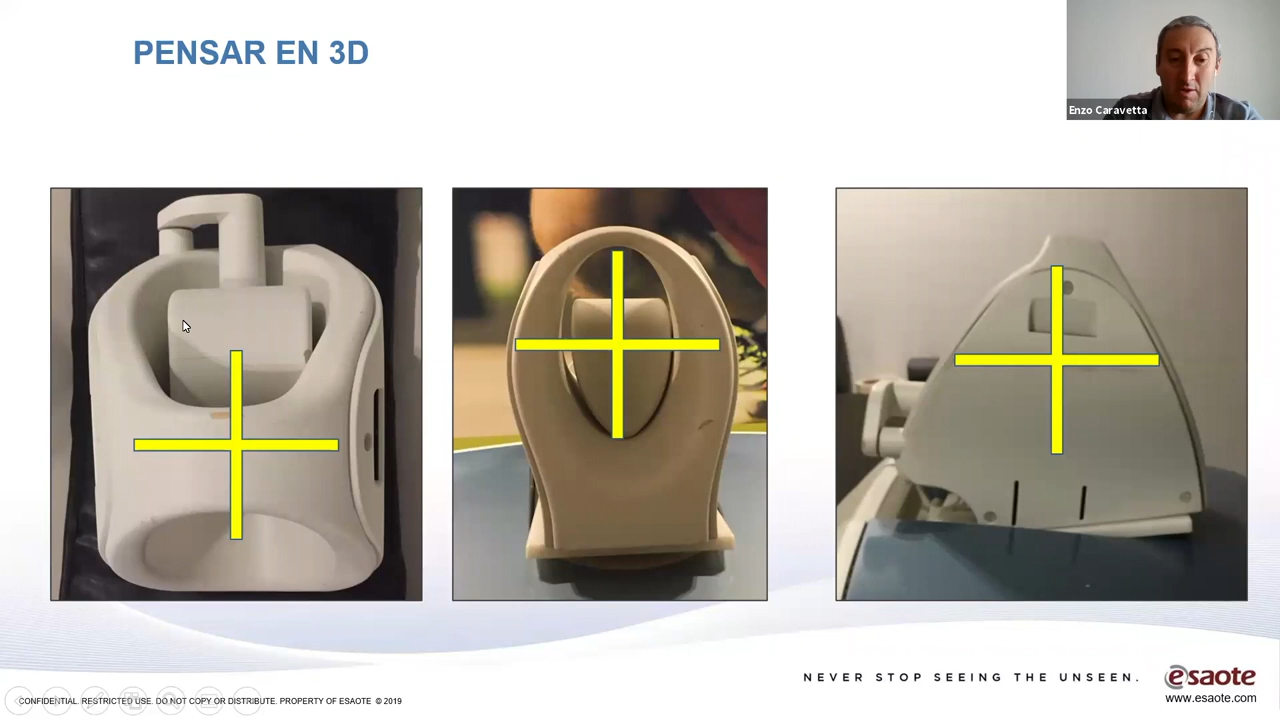 PENSAR EN 3D
Enzo Caravetta
NEVER STOP SEEING THE UNSEEN.
esaote
www.esaote.com
CONFIDENTIAL. RESTRICTED USE. DO NOT COPY OR DISTRIBUTE. PROPERTY OF ESAOTE © 2019